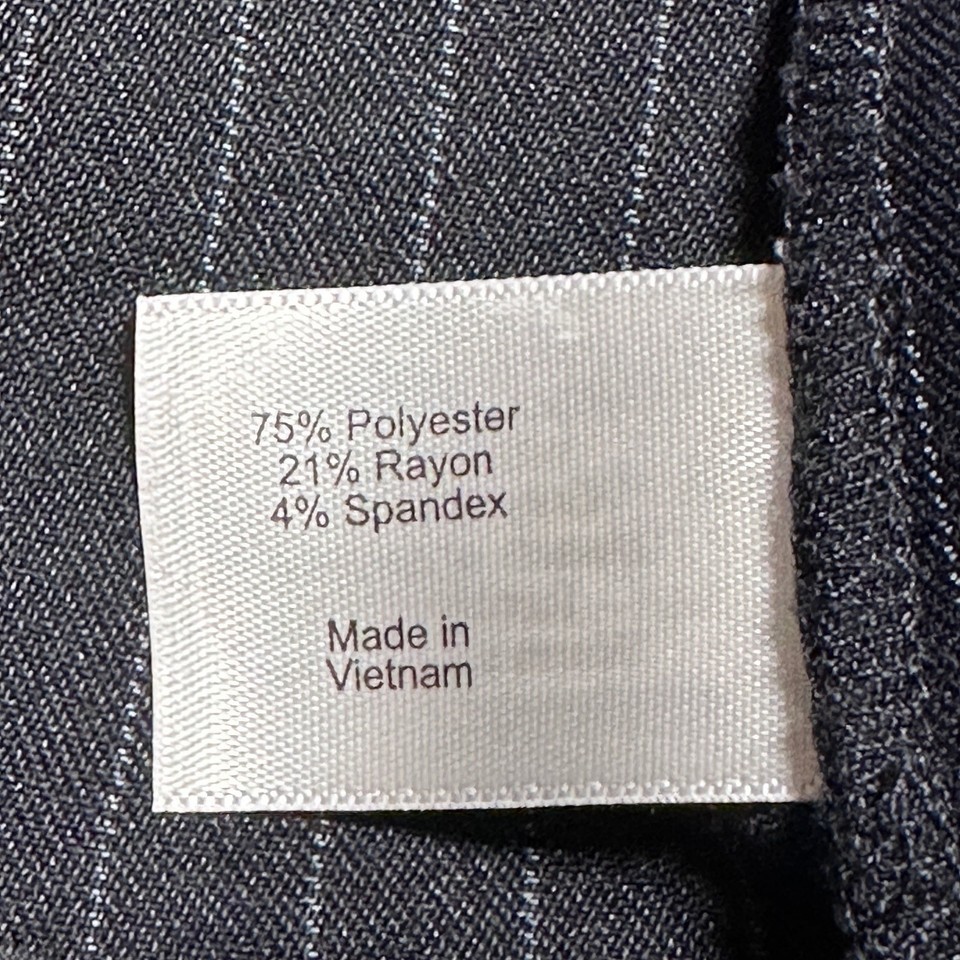 75% Polyester
21% Rayon
4% Spandex
Made in
Vietnam